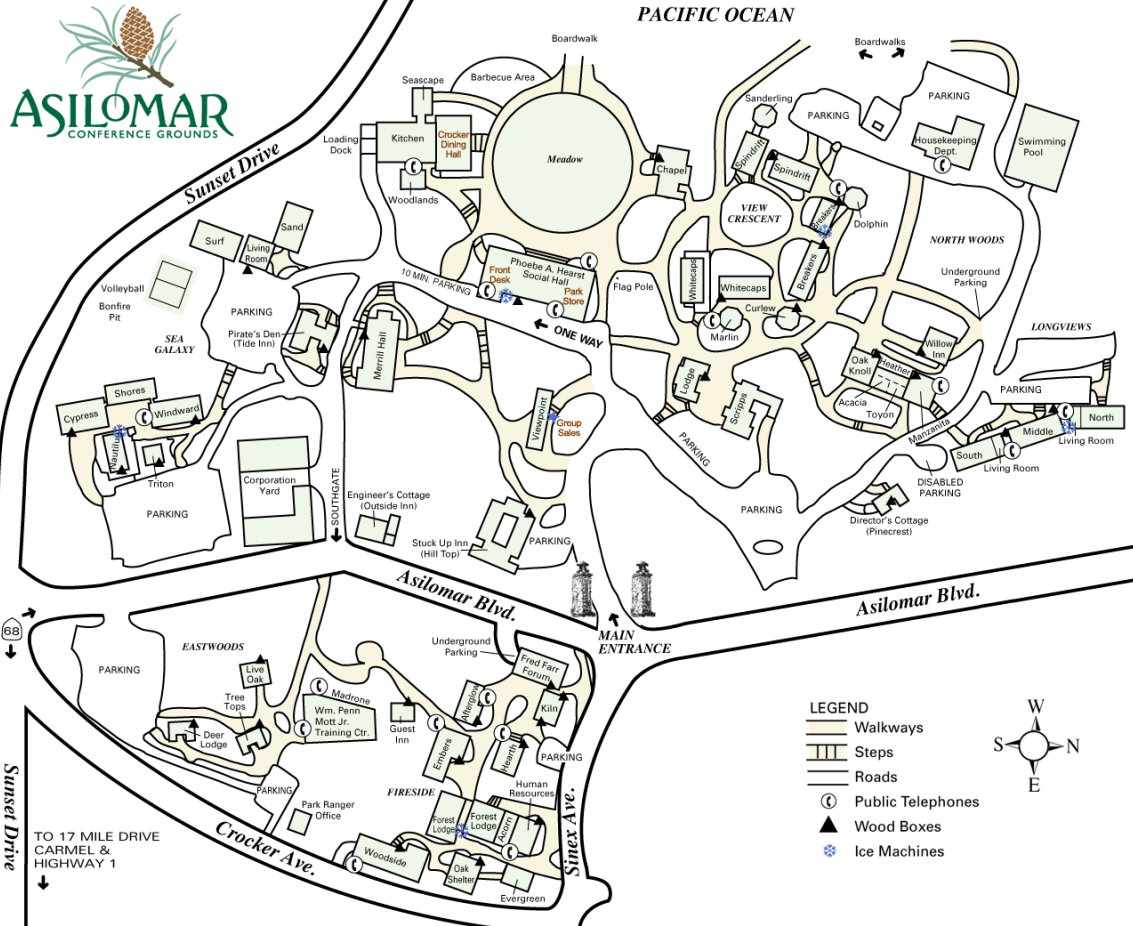 PACIFIC OCEAN
ASILOMAR
CONFERENCE GROUNDS
Boardwalk
Boardwalks
Barbecue Area
Seascape
Loading
Dock
Kitchen
Crocker
Dining
Hall
Woodlands
Meadow
Chapel
Sanderling
Spindrift
Spindrift
PARKING
PARKING
Housekeeping
Dept.
Swimming
Pool
Sunset Drive
VIEW
CRESCENT
Breakers
Dolphin
Breakers
NORTH WOODS
Underground
Parking
Surf
Living
Room
Sand
Volleyball
Bonfire
Pit
SEA
GALAXY
PARKING
Pirate's Den
(Tide Inn)
10 MIN. PARKING
Front
Desk
Phoebe A. Hearst
Social Hall
Park
Store
Flag Pole
ONE WAY
Merrill Hall
Whitecaps
Whitecaps
Marlin
Curlew
LONGVIEWS
Willow
Inn
Oak
Knoll
Heather
Acacia
Toyon
Manzanita
PARKING
North
Middle
Living Room
South
Living Room
DISABLED
PARKING
Director's Cottage
(Pinecrest)
Lodge
Scripps
PARKING
PARKING
Viewpoint
Group
Sales
Shores
Cypress
Windward
Nautilus
Triton
PARKING
Corporation
Yard
SOUTHGATE
Engineer's Cottage
(Outside Inn)
Stuck Up Inn
(Hill Top)
PARKING
Asilomar Blvd.
Asilomar Blvd.
MAIN
ENTRANCE
68
PARKING
EASTWOODS
Live
Oak
Tree
Tops
Deer
Lodge
Madrone
Wm. Penn
Mott Jr.
Training Ctr.
Guest
Inn
Underground
Parking
Fred Farr
Forum
Afterglow
Kiln
Embers
Hearth
PARKING
FIRESIDE
Human
Resources
PARKING
Park Ranger
Office
Forest
Lodge
Forest
Lodge
Acorn
Woodside
Oak
Shelter
Evergreen
Crocker Ave.
Sinex Ave.
Sunset Drive
TO 17 MILE DRIVE
CARMEL &
HIGHWAY 1
LEGEND
Walkways
Steps
Roads
Public Telephones
Wood Boxes
Ice Machines
W
S
N
E